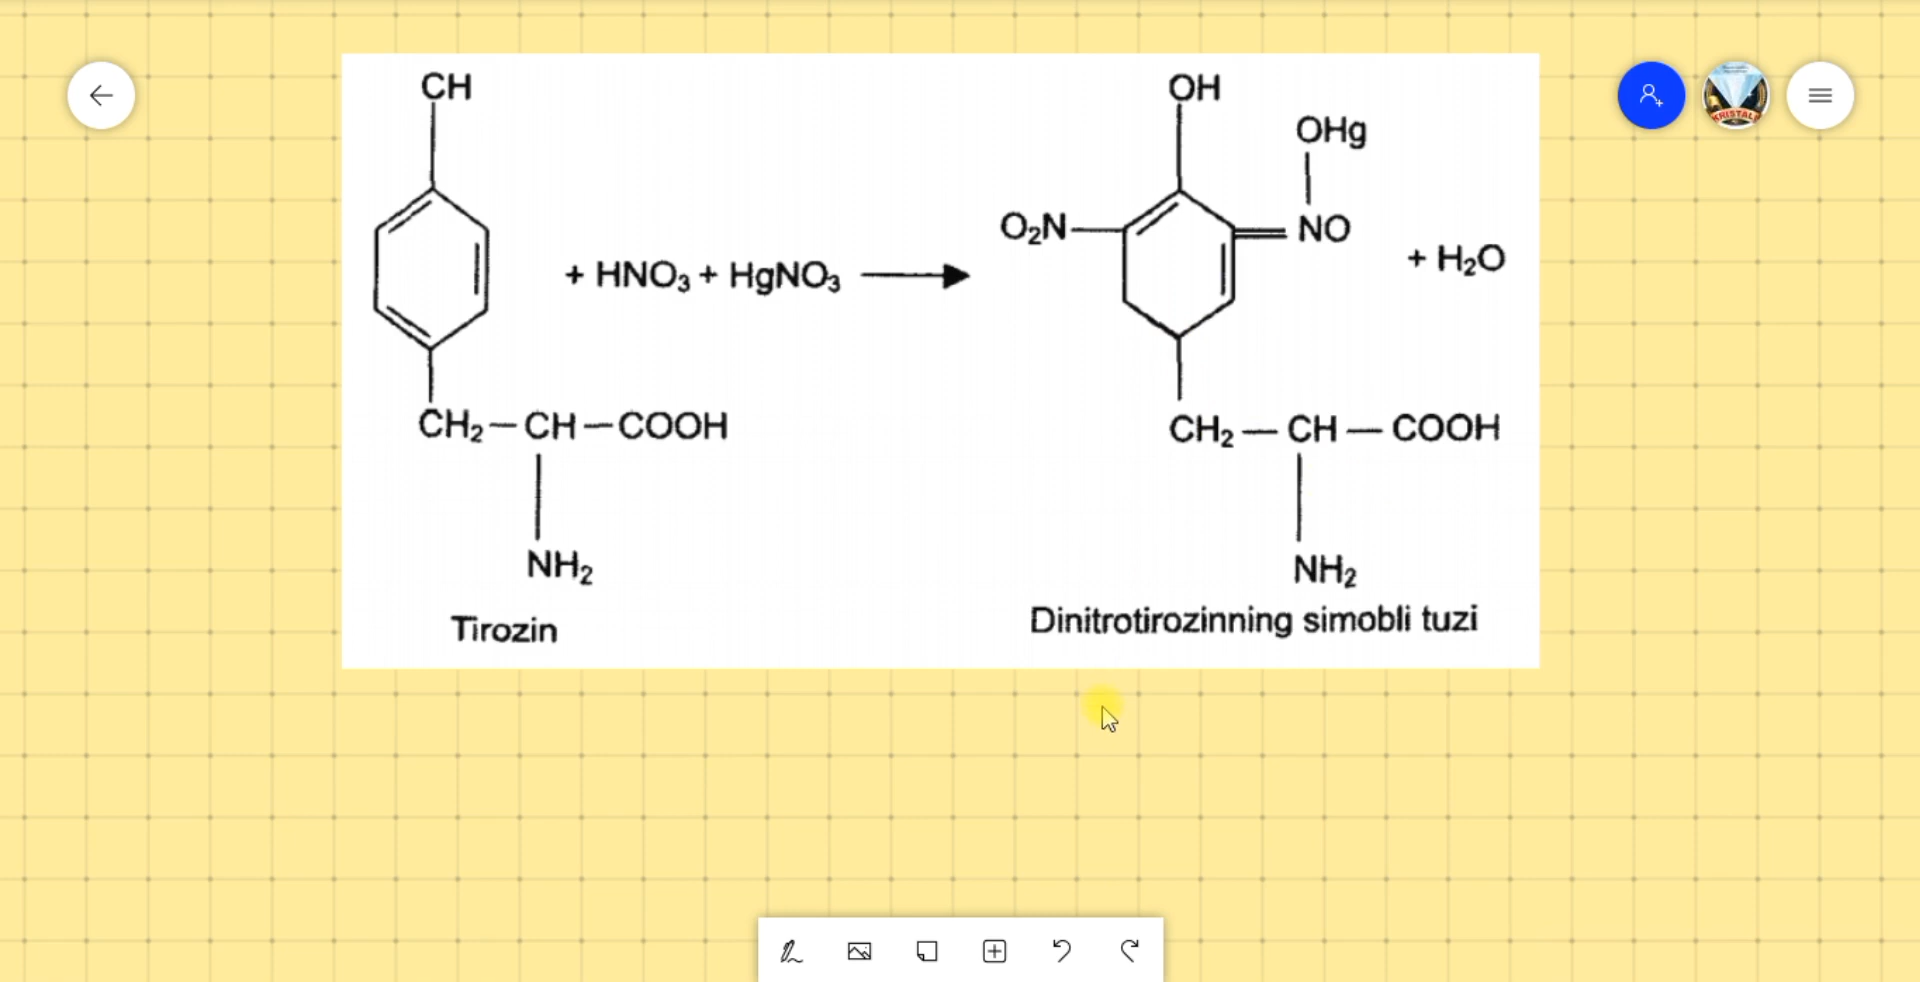 CH
OH
OHg
O₂N
NO
+ HNO₃ + HgNO₃
+ H₂O
CH₂ – CH – COOH
CH₂ — CH — COOH
NH₂
NH₂
Tirozin
Dinitrotirozinning simobli tuzi
KRISTALL